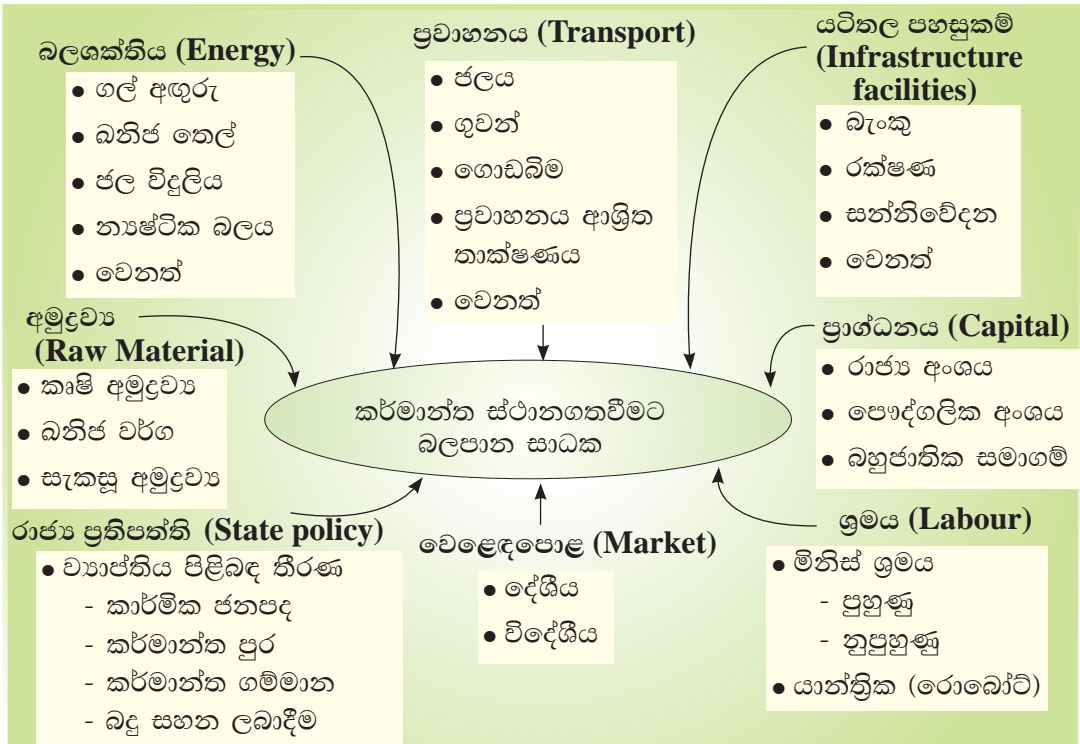 බලශක්තිය (Energy)
● ගල් අඟුරු
● ඛනිජ තෙල්
● ජල විදුලිය
● න්‍යෂ්ටික බලය
● වෙනත්
ප්‍රවාහනය (Transport)
● ජලය
● ගුවන්
● ගොඩබිම
● ප්‍රවාහනය ආශ්‍රිත
තාක්ෂණය
● වෙනත්
යටිතල පහසුකම්
(Infrastructure
facilities)
● බැංකු
● රක්ෂණ
● සන්නිවේදන
● වෙනත්
අමුද්‍රව්‍ය
(Raw Material)
● කෘෂි අමුද්‍රව්‍ය
● ඛනිජ වර්ග
● සැකසූ අමුද්‍රව්‍ය
කර්මාන්ත ස්ථානගතවීමට
බලපාන සාධක
ප්‍රාග්ධනය (Capital)
● රාජ්‍ය අංශය
● පෞද්ගලික අංශය
● බහුජාතික සමාගම්
රාජ්‍ය ප්‍රතිපත්ති (State policy)
● ව්‍යාප්තිය පිළිබඳ තීරණ
- කාර්මික ජනපද
- කර්මාන්ත පුර
- කර්මාන්ත ගම්මාන
- බදු සහන ලබාදීම
වෙළෙඳපොළ (Market)
● දේශීය
● විදේශීය
ශ්‍රමය (Labour)
● මිනිස් ශ්‍රමය
- පුහුණු
- නුපුහුණු
● යාන්ත්‍රික (රොබෝට්)